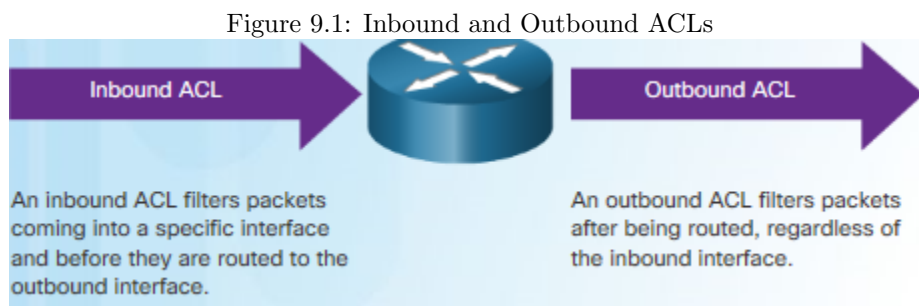 Figure 9.1: Inbound and Outbound ACLs
Inbound ACL
Outbound ACL
An inbound ACL filters packets
coming into a specific interface
and before they are routed to the
outbound interface.
An outbound ACL filters packets
after being routed, regardless of
the inbound interface.